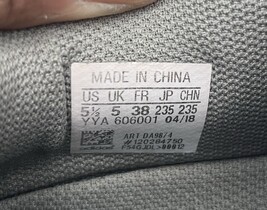 MADE IN CHINA
US UK FR JP CHN
5½ 5 38 235 235
YYA 606001 04/18
ART
#120284750